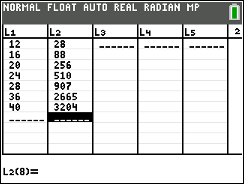 NORMAL FLOAT AUTO REAL RADIAN MP
L1 L2 L3 L4 L5 2
12 28 ------ ------ ------
16 88
20 256
24 510
28 907
36 2665
40 3204
------ ------
L2(8)=